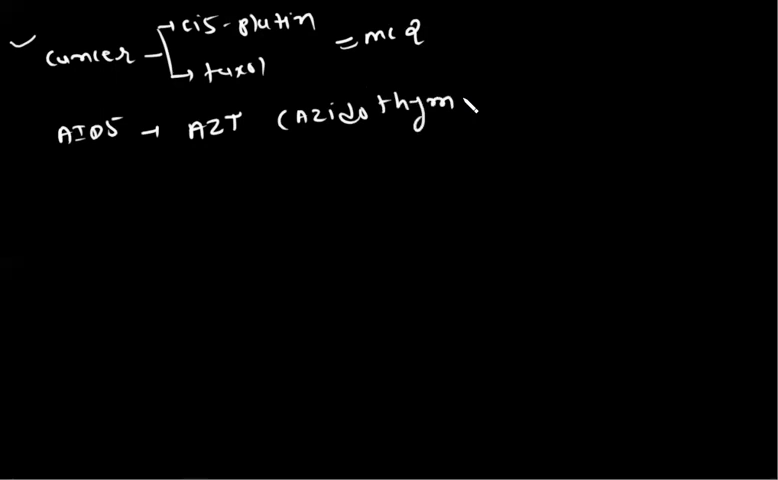 cancer → cis-platin = mcq
→ taxol
AIDS → AZT (Azidothym